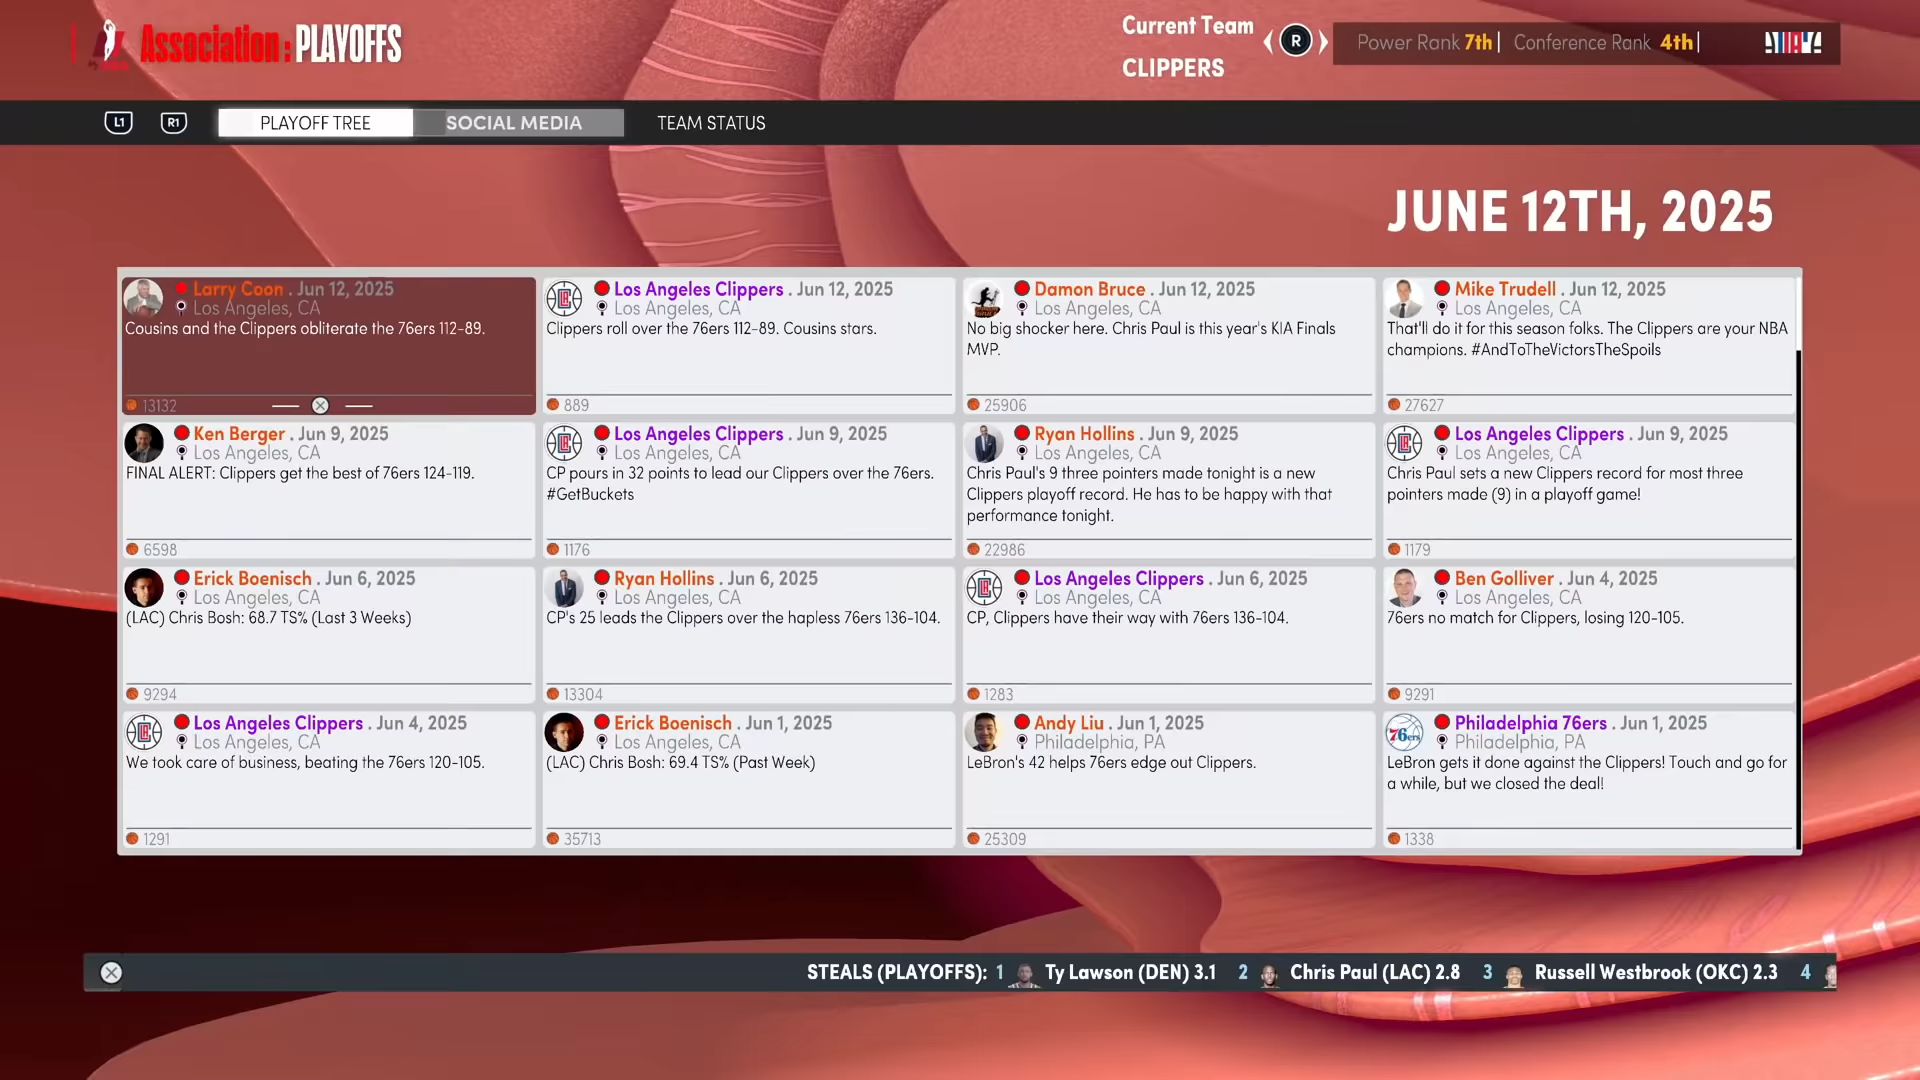 Association: PLAYOFFS
Current Team
CLIPPERS
R
Power Rank 7th
Conference Rank 4th
L1
R1
PLAYOFF TREE
SOCIAL MEDIA
TEAM STATUS
JUNE 12TH, 2025
Larry Coon . Jun 12, 2025
Los Angeles, CA
Cousins and the Clippers obliterate the 76ers 112-89.
13132
Los Angeles Clippers . Jun 12, 2025
Los Angeles, CA
Clippers roll over the 76ers 112-89. Cousins stars.
889
Damon Bruce . Jun 12, 2025
Los Angeles, CA
No big shocker here. Chris Paul is this year's KIA Finals
MVP.
25906
Mike Trudell . Jun 12, 2025
Los Angeles, CA
That'll do it for this season folks. The Clippers are your NBA
champions. #AndToTheVictorsTheSpoils
27627
Ken Berger . Jun 9, 2025
Los Angeles, CA
FINAL ALERT: Clippers get the best of 76ers 124-119.
6598
Los Angeles Clippers . Jun 9, 2025
Los Angeles, CA
CP pours in 32 points to lead our Clippers over the 76ers.
#GetBuckets
1176
Ryan Hollins . Jun 9, 2025
Los Angeles, CA
Chris Paul's 9 three pointers made tonight is a new
Clippers playoff record. He has to be happy with that
performance tonight.
22986
Los Angeles Clippers . Jun 9, 2025
Los Angeles, CA
Chris Paul sets a new Clippers record for most three
pointers made (9) in a playoff game!
1179
Erick Boenisch . Jun 6, 2025
Los Angeles, CA
(LAC) Chris Bosh: 68.7 TS% (Last 3 Weeks)
9294
Ryan Hollins . Jun 6, 2025
Los Angeles, CA
CP's 25 leads the Clippers over the hapless 76ers 136-104.
13304
Los Angeles Clippers . Jun 6, 2025
Los Angeles, CA
CP, Clippers have their way with 76ers 136-104.
1283
Ben Golliver . Jun 4, 2025
Los Angeles, CA
76ers no match for Clippers, losing 120-105.
9291
Los Angeles Clippers . Jun 4, 2025
Los Angeles, CA
We took care of business, beating the 76ers 120-105.
1291
Erick Boenisch . Jun 1, 2025
Los Angeles, CA
(LAC) Chris Bosh: 69.4 TS% (Past Week)
35713
Andy Liu . Jun 1, 2025
Philadelphia, PA
LeBron's 42 helps 76ers edge out Clippers.
25309
76ers
Philadelphia 76ers . Jun 1, 2025
Philadelphia, PA
LeBron gets it done against the Clippers! Touch and go for
a while, but we closed the deal!
1338
STEALS (PLAYOFFS): 1 Ty Lawson (DEN) 3.1 2 Chris Paul (LAC) 2.8 3 Russell Westbrook (OKC) 2.3 4